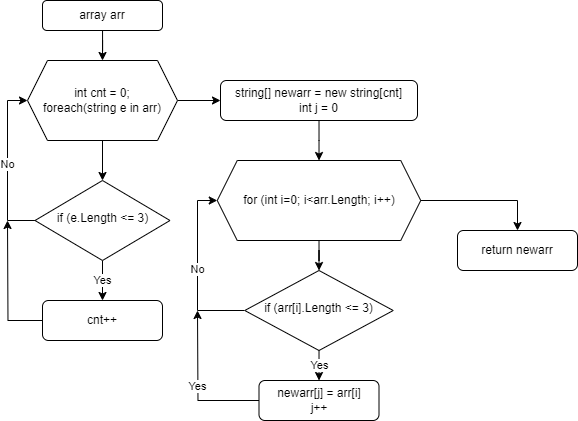 array arr
int cnt = 0;
foreach(string e in arr)
No
if (e.Length <= 3)
Yes
cnt++
string[] newarr = new string[cnt]
int j = 0
for (int i=0; i<arr.Length; i++)
return newarr
No
if (arr[i].Length <= 3)
Yes
Yes
newarr[j] = arr[i]
j++